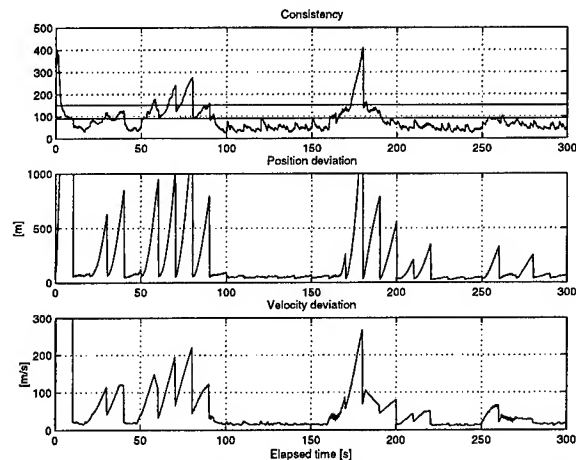 Consistency
500
400
300
200
100
0
0 50 100 150 200 250 300
Position deviation
1000
[m] 500
0
0 50 100 150 200 250 300
Velocity deviation
300
200
[m/s]
100
0
0 50 100 150 200 250 300
Elapsed time [s]